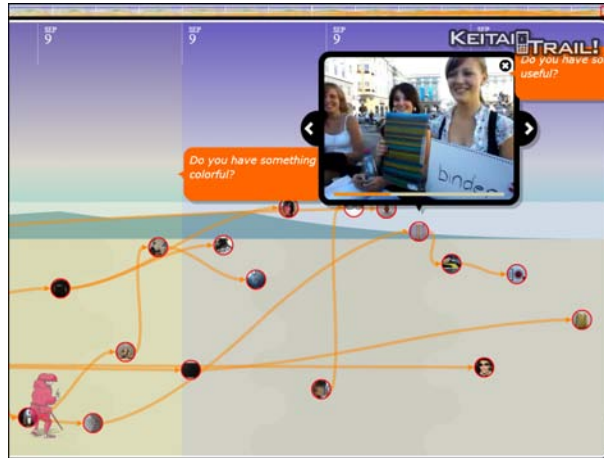 SEP
9
SEP
9
SEP
9
SEP
KEITAI TRAIL!
Do you have so
useful?
binder
Do you have something
colorful?